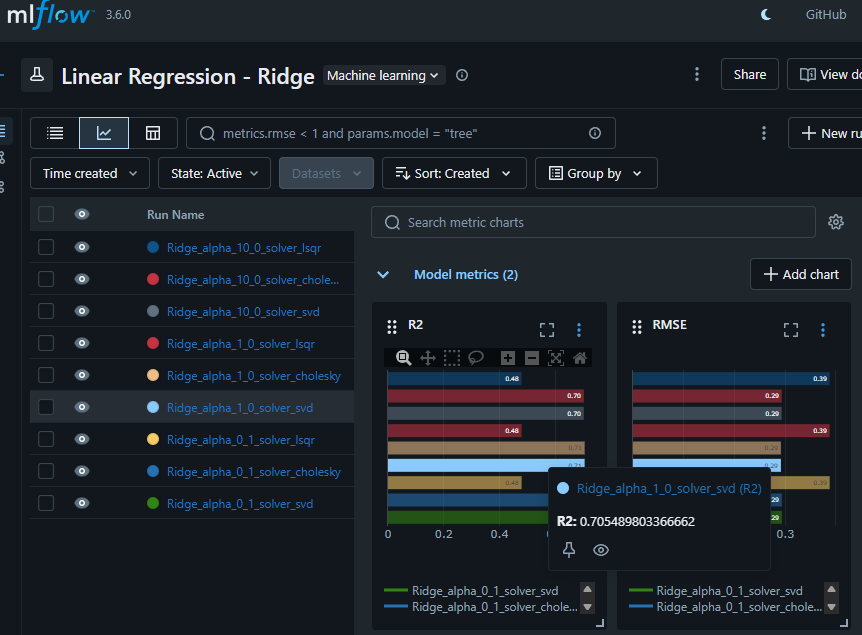 mlflow™ 3.6.0 GitHub
Linear Regression - Ridge Machine learning Share View do
metrics.rmse < 1 and params.model = "tree" New ru
Time created State: Active Datasets Sort: Created Group by
Run Name
Search metric charts
Ridge_alpha_10_0_solver_lsqr
Ridge_alpha_10_0_solver_chole...
Ridge_alpha_10_0_solver_svd
Ridge_alpha_1_0_solver_lsqr
Ridge_alpha_1_0_solver_cholesky
Ridge_alpha_1_0_solver_svd
Ridge_alpha_0_1_solver_lsqr
Ridge_alpha_0_1_solver_cholesky
Ridge_alpha_0_1_solver_svd
Model metrics (2) Add chart
R2
0.48
0.70
0.70
0.48
0.71
0.71
0.48
0 0.2 0.4
Ridge_alpha_0_1_solver_svd
Ridge_alpha_0_1_solver_chole...
RMSE
0.39
0.29
0.29
0.39
0.29
0.29
0.39
29
29
0.3
Ridge_alpha_0_1_solver_svd
Ridge_alpha_0_1_solver_chole...
Ridge_alpha_1_0_solver_svd (R2)
R2: 0.705489803366662